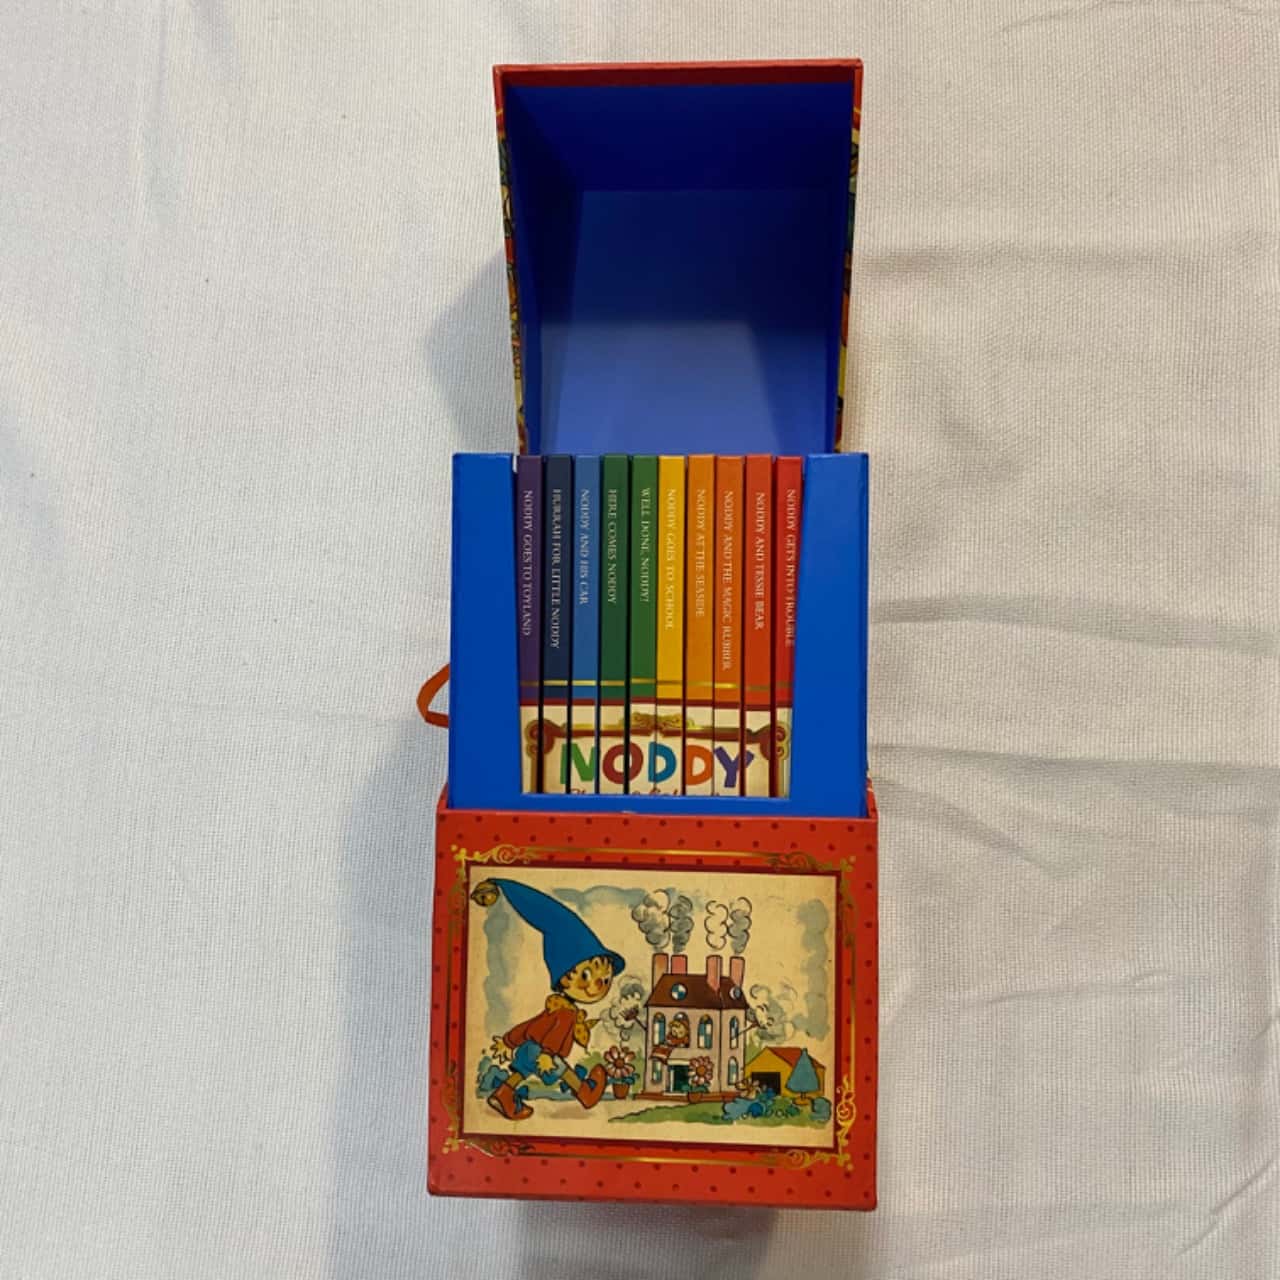 NODDY GOES TO TOYLAND
HURRAH FOR LITTLE NODDY
NODDY AND HIS CAR
HERE COMES NODDY
WELL DONE, NODDY!
NODDY GOES TO SCHOOL
NODDY AT THE SEASIDE
NODDY AND THE MAGIC RUBBER
NODDY AND TESSIE BEAR
NODDY GETS INTO TROUBLE
NODDY